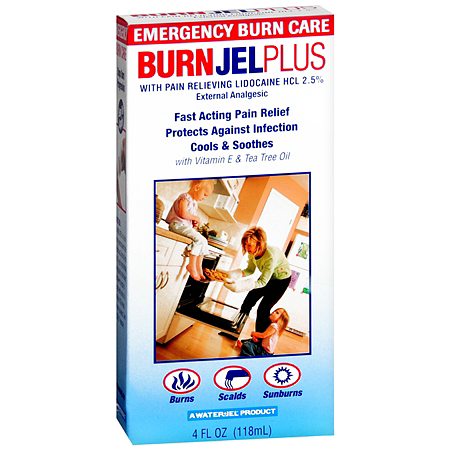 EMERGENCY BURN CARE
BURNJELPLUS
WITH PAIN RELIEVING LIDOCAINE HCL 2.5%
External Analgesic
Fast Acting Pain Relief
Protects Against Infection
Cools & Soothes
with Vitamin E & Tea Tree Oil
Burns
Scalds
Sunburns
A WATER•JEL® PRODUCT
4 FL OZ (118mL)